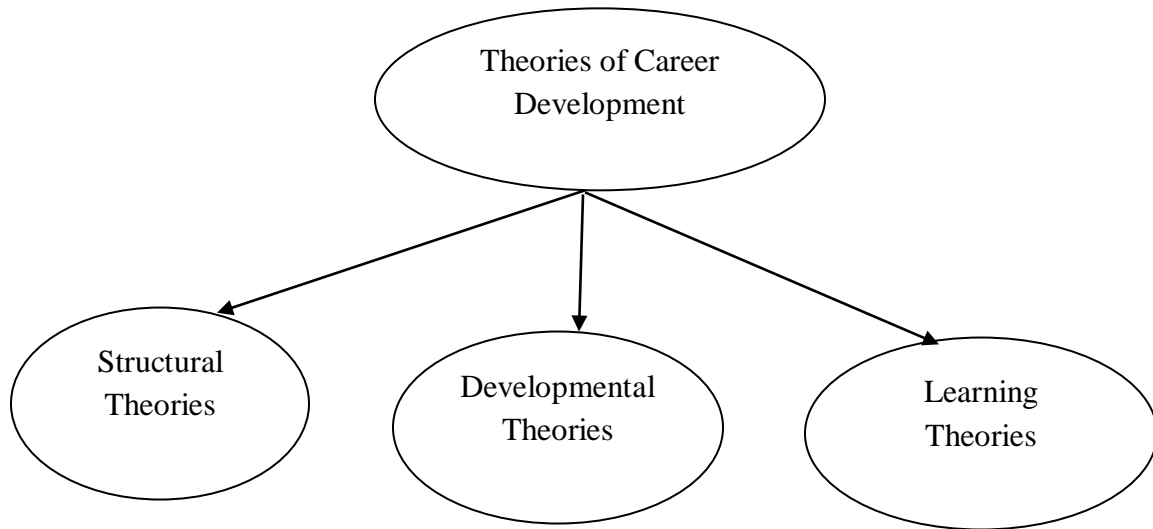 Theories of Career
Development
Structural
Theories
Developmental
Theories
Learning
Theories